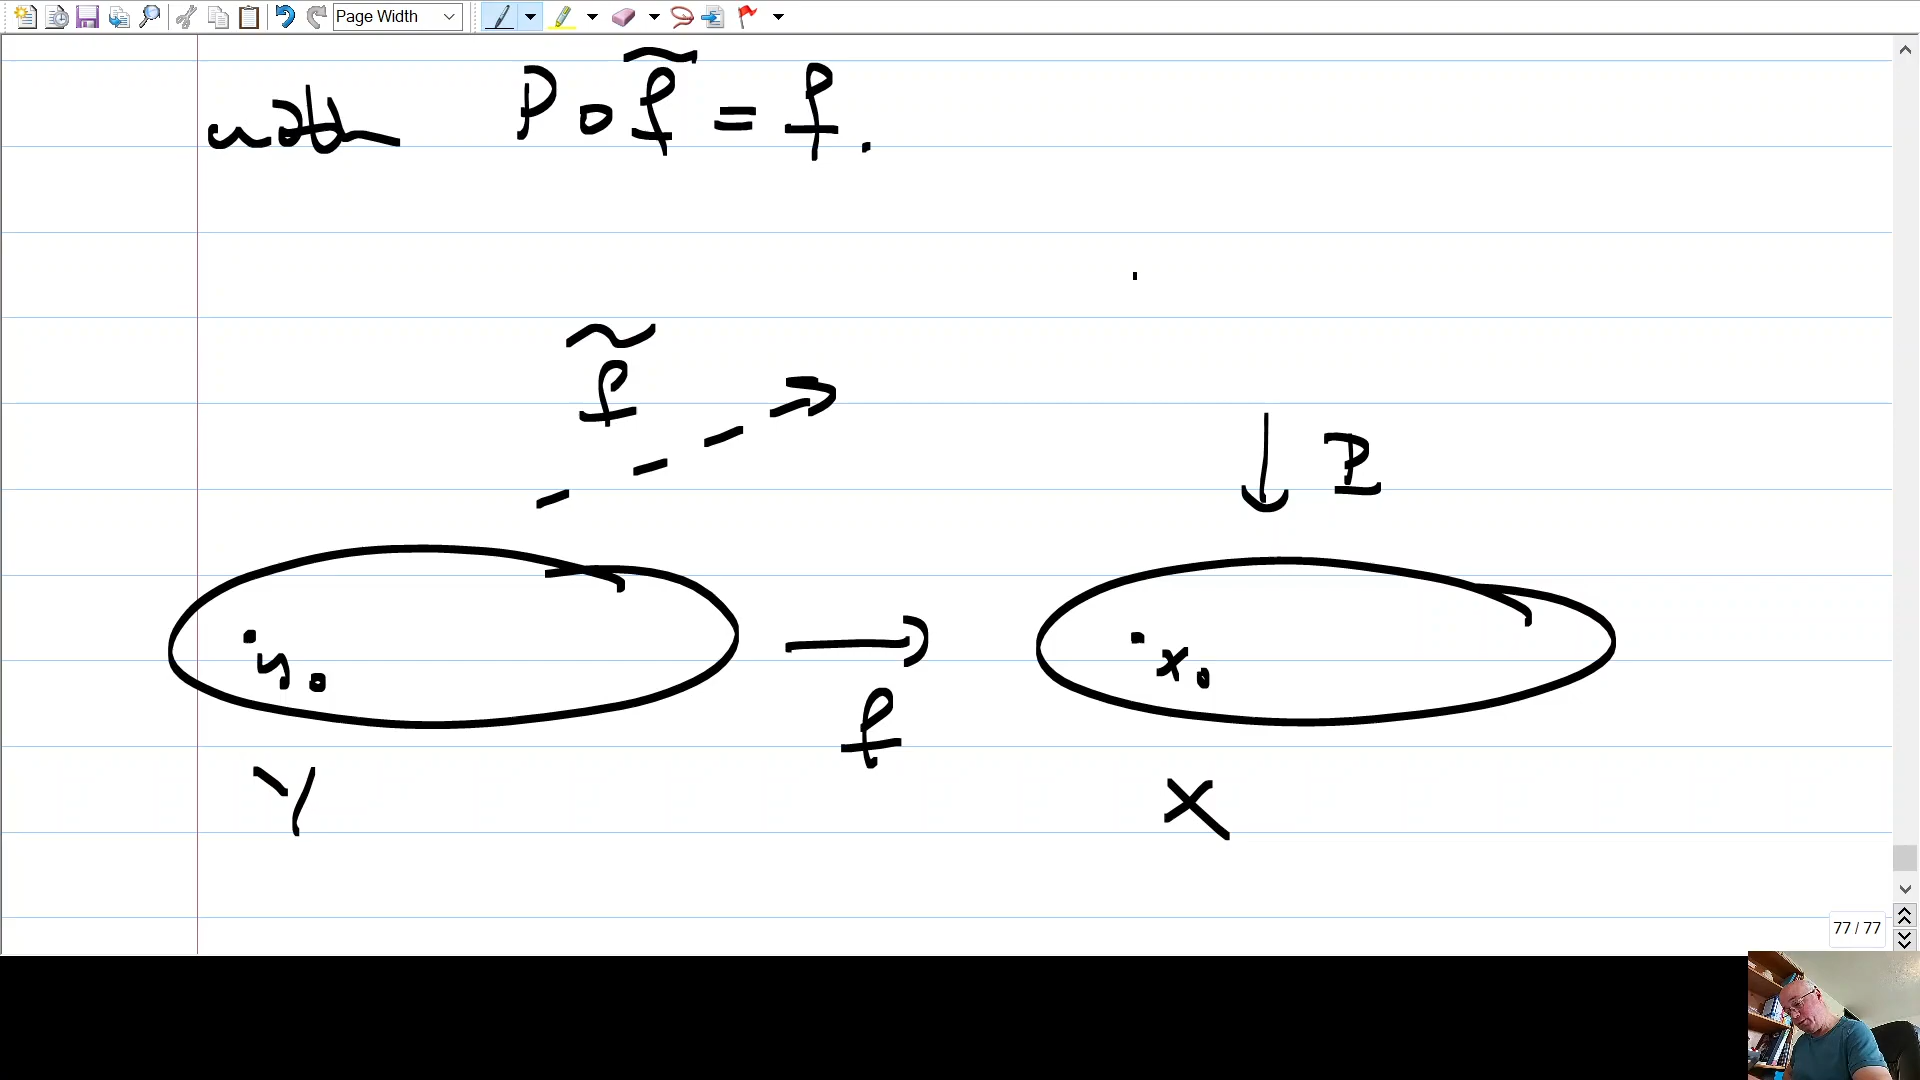 Page Width
with P∘f̃ = f.
f̃
P
y₀ x₀
f
Y X
77 / 77